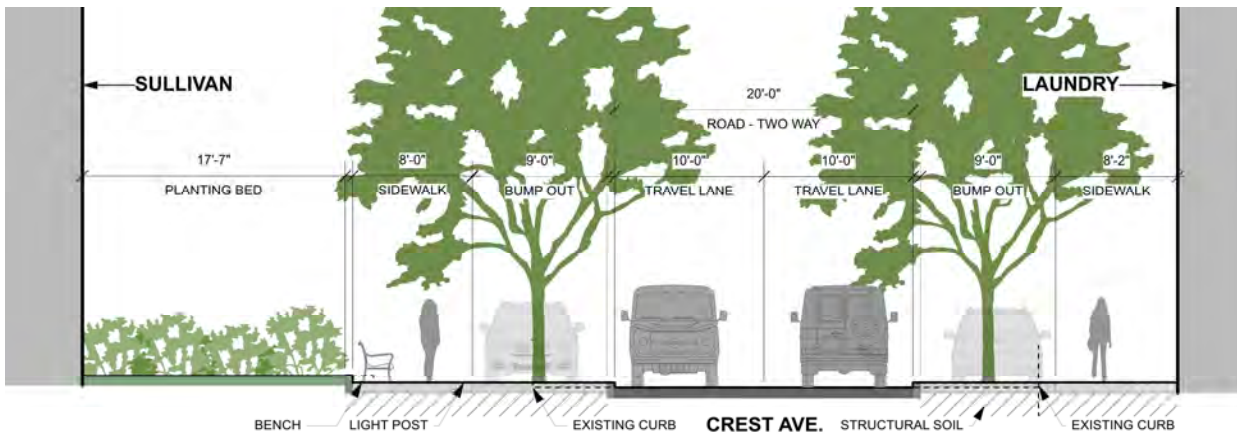 SULLIVAN
LAUNDRY
20'-0"
ROAD - TWO WAY
17'-7"
8'-0"
9'-0"
10'-0"
10'-0"
9'-0"
8'-2"
PLANTING BED
SIDEWALK
BUMP OUT
TRAVEL LANE
TRAVEL LANE
BUMP OUT
SIDEWALK
BENCH
LIGHT POST
EXISTING CURB
CREST AVE.
STRUCTURAL SOIL
EXISTING CURB